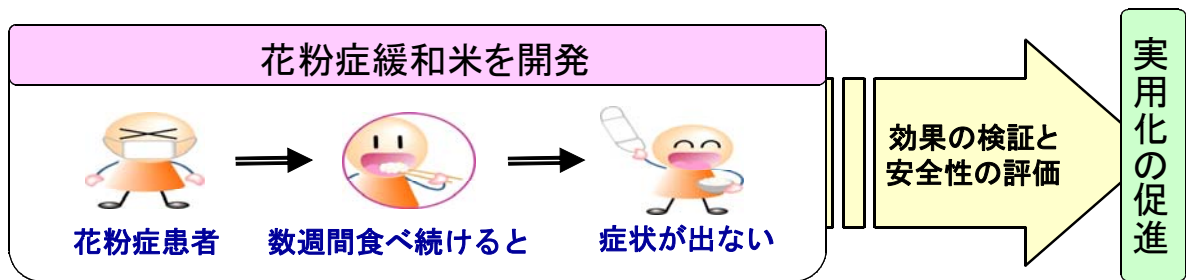 花粉症緩和米を開発
花粉症患者
数週間食べ続けると
症状が出ない
効果の検証と
安全性の評価
実用化の促進